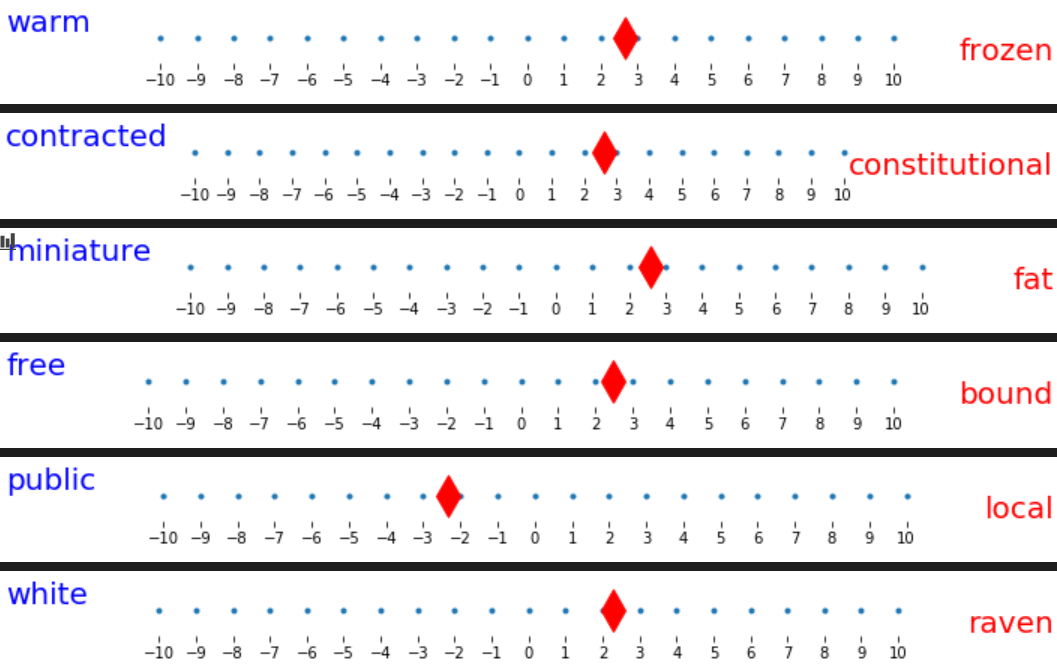 warm
frozen
−10 −9 −8 −7 −6 −5 −4 −3 −2 −1 0 1 2 3 4 5 6 7 8 9 10
contracted
constitutional
−10 −9 −8 −7 −6 −5 −4 −3 −2 −1 0 1 2 3 4 5 6 7 8 9 10
miniature
fat
−10 −9 −8 −7 −6 −5 −4 −3 −2 −1 0 1 2 3 4 5 6 7 8 9 10
free
bound
−10 −9 −8 −7 −6 −5 −4 −3 −2 −1 0 1 2 3 4 5 6 7 8 9 10
public
local
−10 −9 −8 −7 −6 −5 −4 −3 −2 −1 0 1 2 3 4 5 6 7 8 9 10
white
raven
−10 −9 −8 −7 −6 −5 −4 −3 −2 −1 0 1 2 3 4 5 6 7 8 9 10